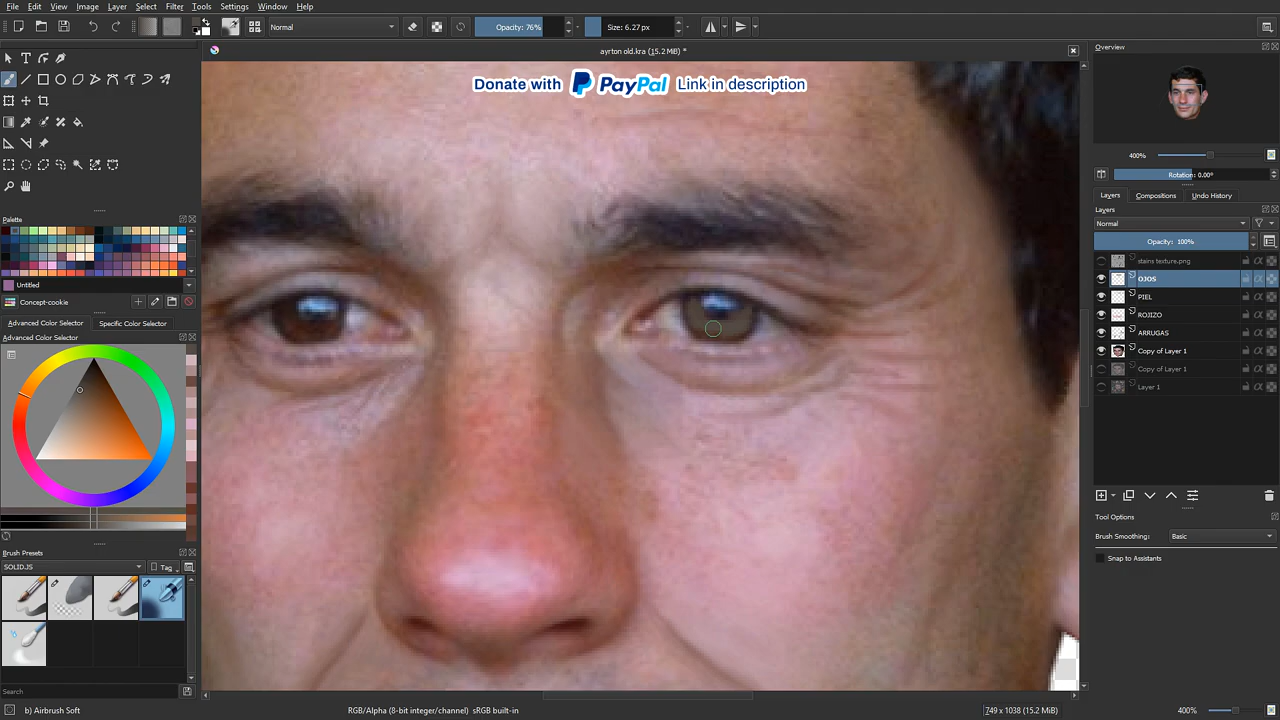 File Edit View Image Layer Select Filter Tools Settings Window Help
Normal
Opacity: 76%
Size: 6.27 px
ayrton old.kra (15.2 MiB) *
Donate with PayPal Link in description
Overview
400%
Rotation: 0.00°
Layers Compositions Undo History
Layers
Normal
Opacity: 100%
stains texture.png
OJOS
PIEL
ROJIZO
ARRUGAS
Copy of Layer 1
Copy of Layer 1
Layer 1
Tool Options
Brush Smoothing: Basic
Snap to Assistants
Palette
Untitled
Concept-cookie
Advanced Color Selector Specific Color Selector
Advanced Color Selector
Brush Presets
SOLIDJS
Tag
Search
b) Airbrush Soft
RGB/Alpha (8-bit integer/channel) sRGB built-in
749 x 1038 (15.2 MiB)
400%